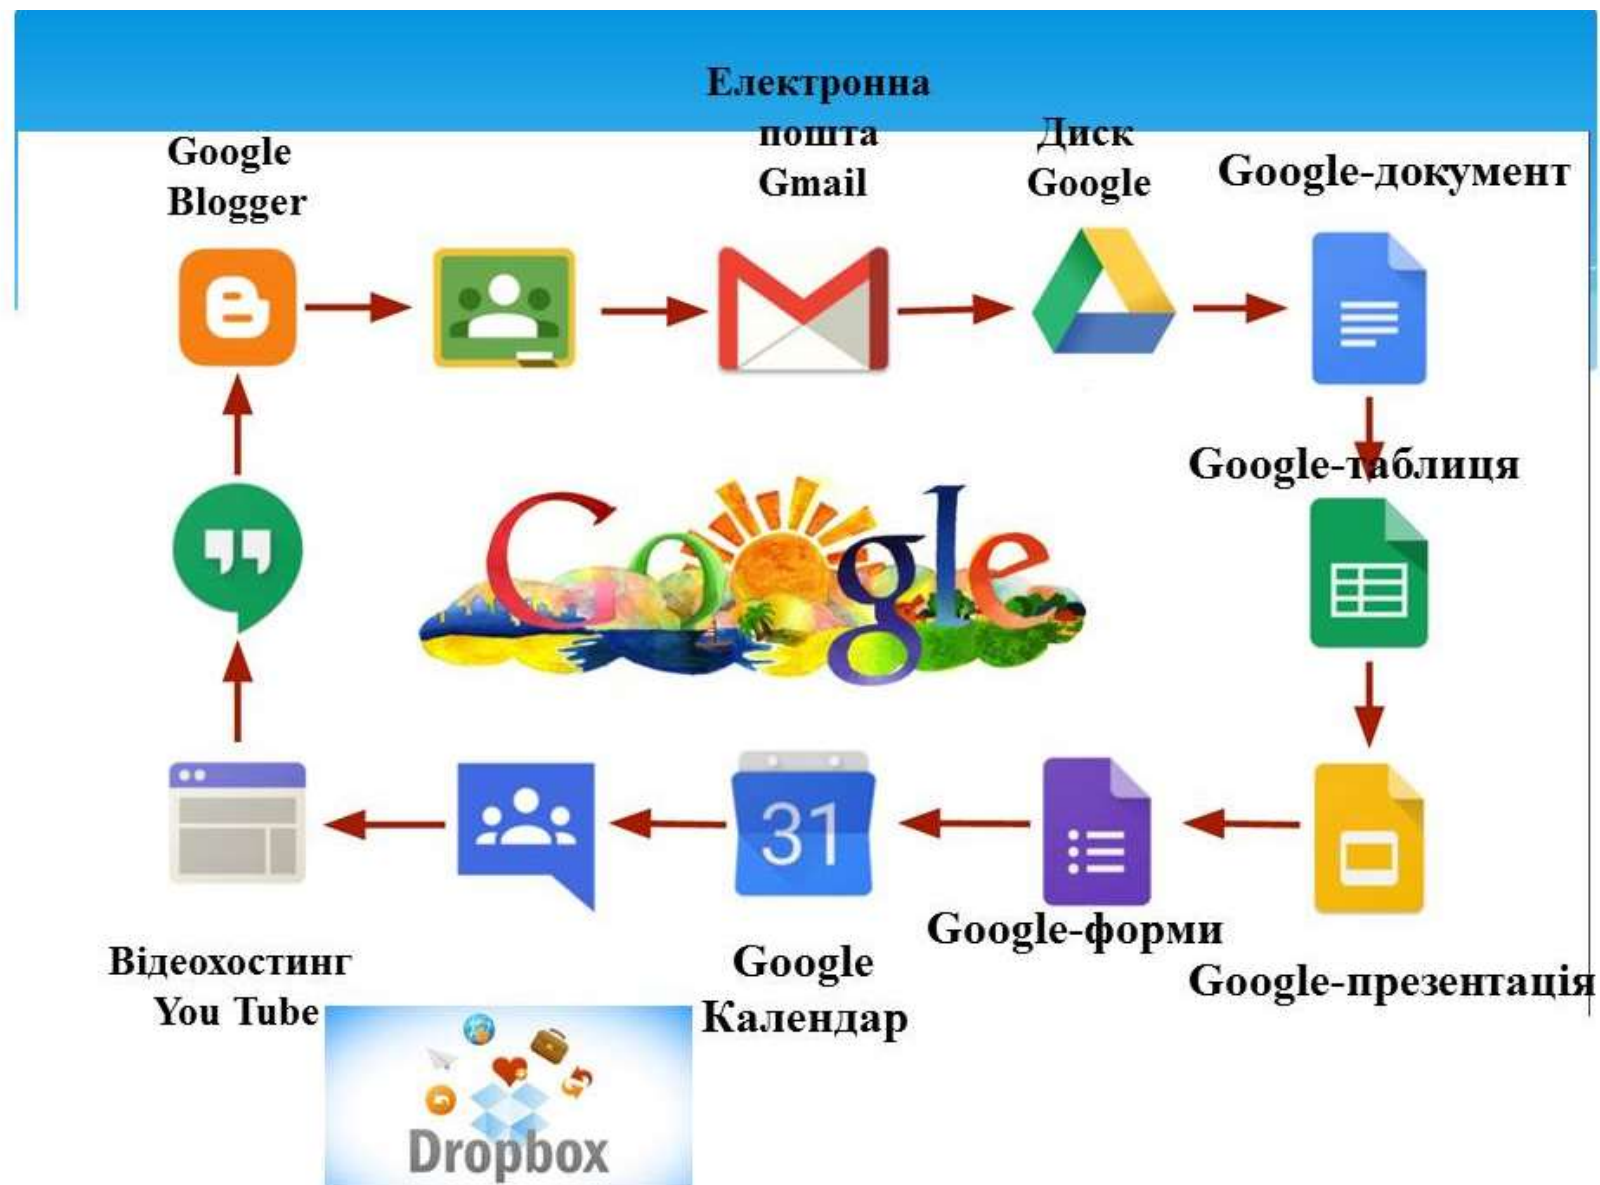 Google
Blogger
Електронна
пошта
Gmail
Диск
Google
Google-документ
Google-таблиця
Google
31
Google-форми
Google-презентація
Google
Календар
Відеохостинг
You Tube
Dropbox